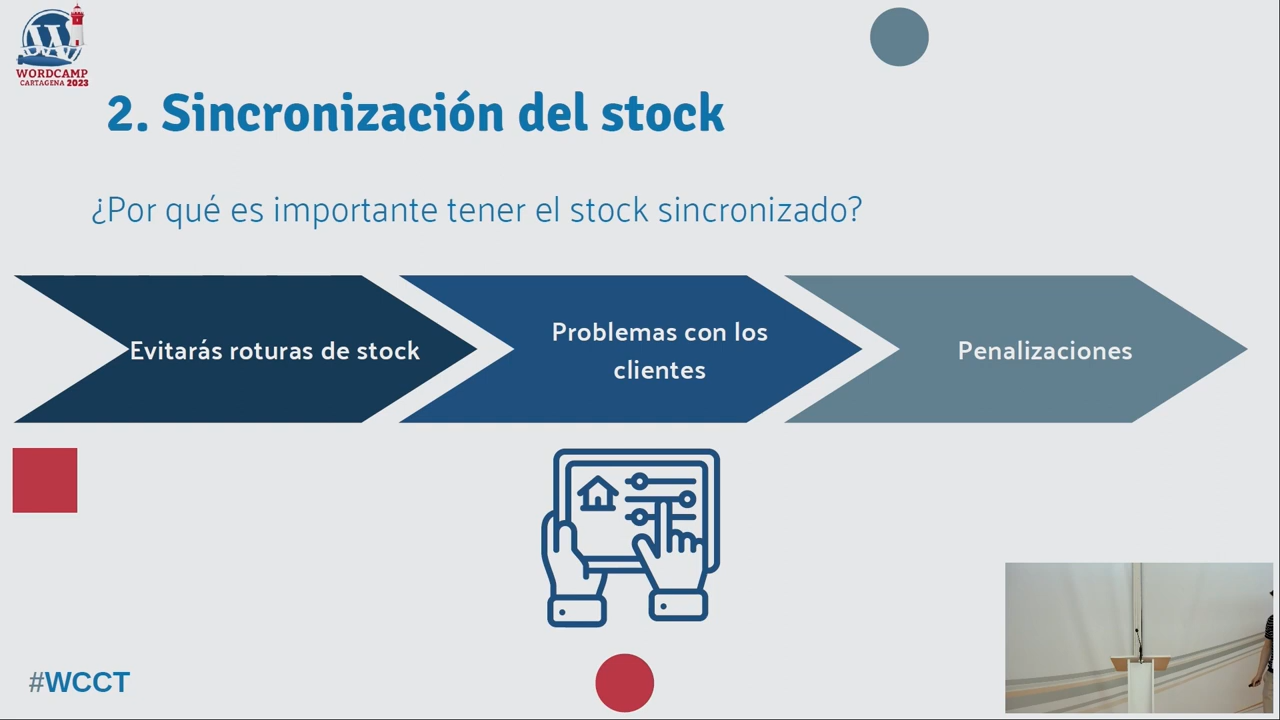 WORDCAMP
CARTAGENA 2023
2. Sincronización del stock
¿Por qué es importante tener el stock sincronizado?
Evitarás roturas de stock
Problemas con los
clientes
Penalizaciones
#WCCT